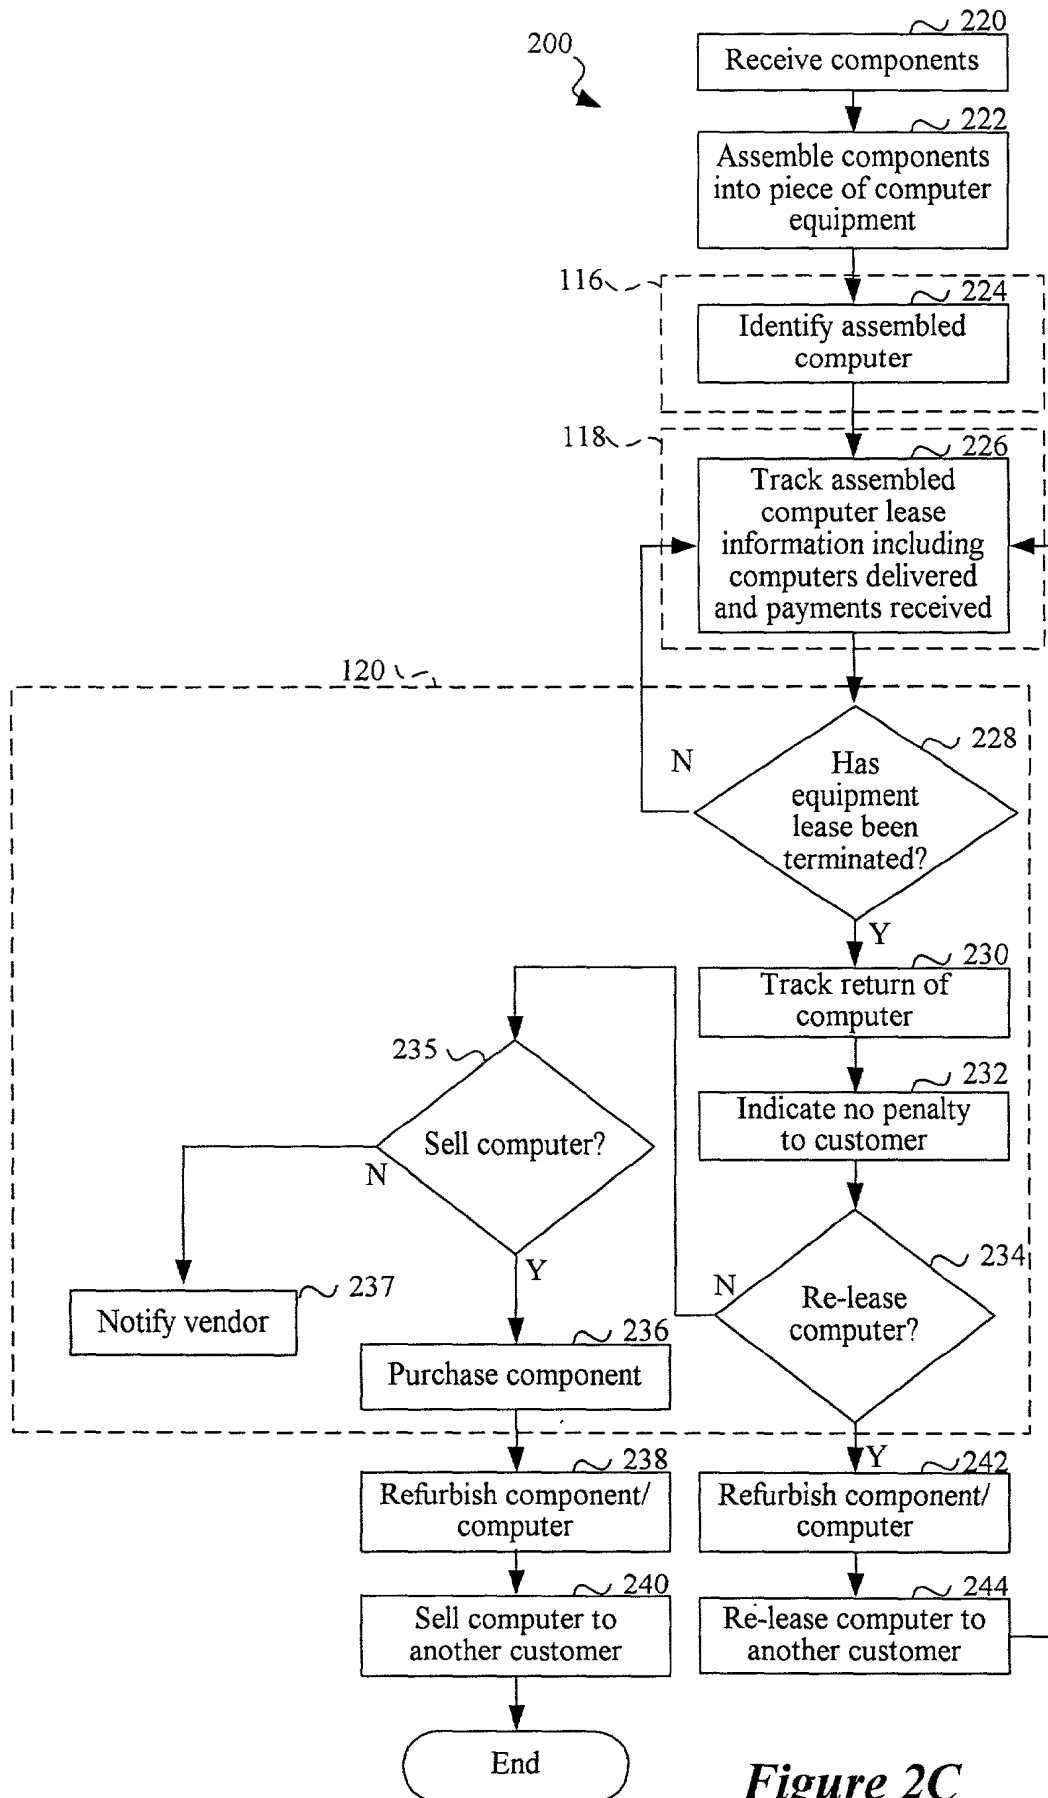 220
200
Receive components
222
Assemble components
into piece of computer
equipment
116
224
Identify assembled
computer
118
226
Track assembled
computer lease
information including
computers delivered
and payments received
120
228
N
Has
equipment
lease been
terminated?
Y
230
Track return of
computer
235
232
Indicate no penalty
to customer
Sell computer?
N
234
Y
N
Re-lease
computer?
237
Notify vendor
236
Purchase component
Y
238
242
Refurbish component/
computer
Refurbish component/
computer
240
244
Sell computer to
another customer
Re-lease computer to
another customer
End
Figure 2C